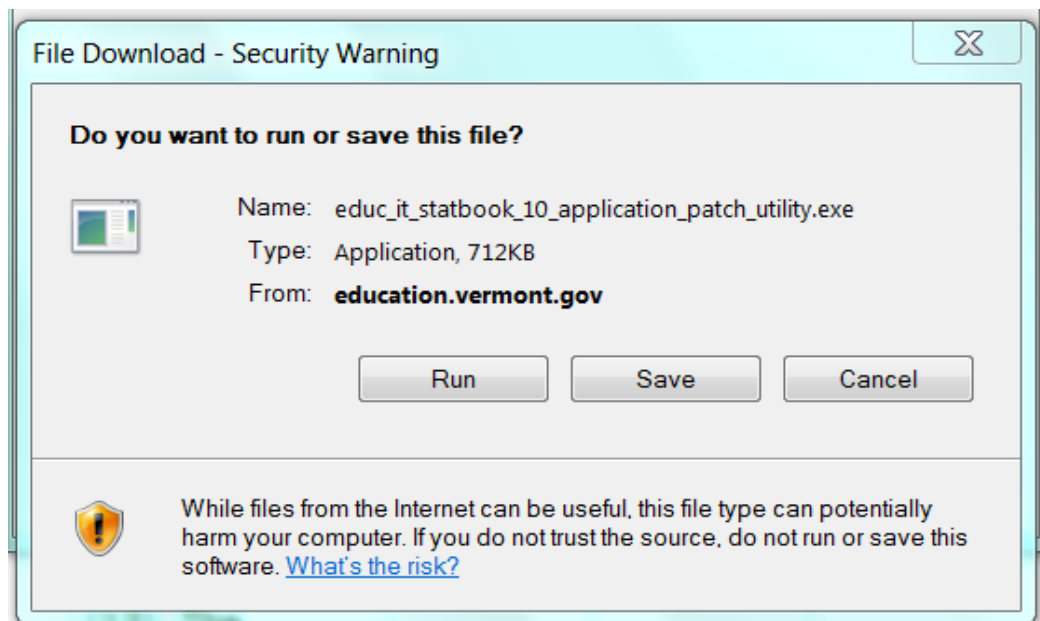 File Download - Security Warning
Do you want to run or save this file?
Name: educ_it_statbook_10_application_patch_utility.exe
Type: Application, 712KB
From: education.vermont.gov
Run Save Cancel
While files from the Internet can be useful, this file type can potentially
harm your computer. If you do not trust the source, do not run or save this
software. What's the risk?